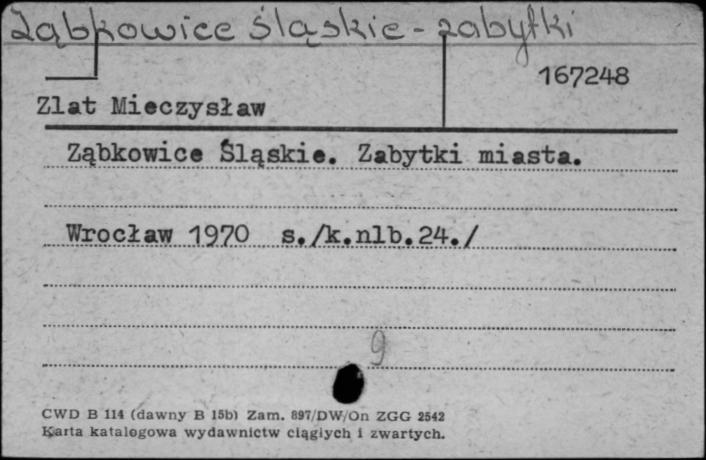 Ząbkowice śląskie - zabytki
167248
Zlat Mieczysław
Ząbkowice Śląskie. Zabytki miasta.
Wrocław 1970 s./k.nlb.24./
9
CWD B 114 (dawny B 15b) Zam. 897/DW/On ZGG 2542
Karta katalogowa wydawnictw ciągłych i zwartych.